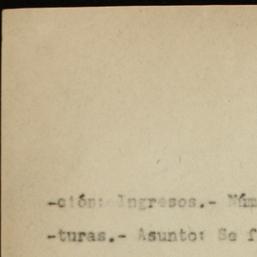 -ción: Ingresos.- Núm
-turas.- Asunto: Se f